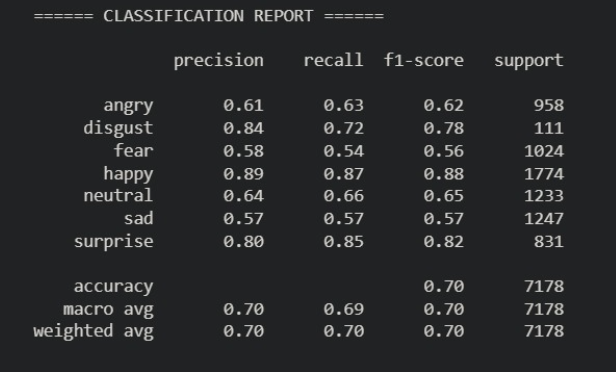 ====== CLASSIFICATION REPORT ======
precision recall f1-score support
angry 0.61 0.63 0.62 958
disgust 0.84 0.72 0.78 111
fear 0.58 0.54 0.56 1024
happy 0.89 0.87 0.88 1774
neutral 0.64 0.66 0.65 1233
sad 0.57 0.57 0.57 1247
surprise 0.80 0.85 0.82 831
accuracy 0.70 7178
macro avg 0.70 0.69 0.70 7178
weighted avg 0.70 0.70 0.70 7178